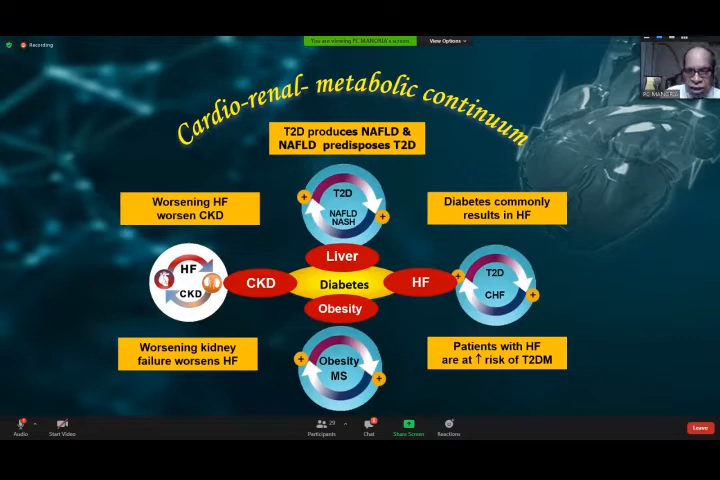 Recording
You are viewing PC MANORIA's screen
View Options
PC MANORIA
Cardio-renal- metabolic continuum
T2D produces NAFLD &
NAFLD predisposes T2D
Worsening HF
worsen CKD
+
T2D
NAFLD
NASH
+
Diabetes commonly
results in HF
Liver
HF
CKD
CKD
Diabetes
HF
+
T2D
CHF
+
Obesity
Worsening kidney
failure worsens HF
+
Obesity
MS
+
Patients with HF
are at ↑ risk of T2DM
Audio
Start Video
29
Participants
Chat
Share Screen
Reactions
Leave